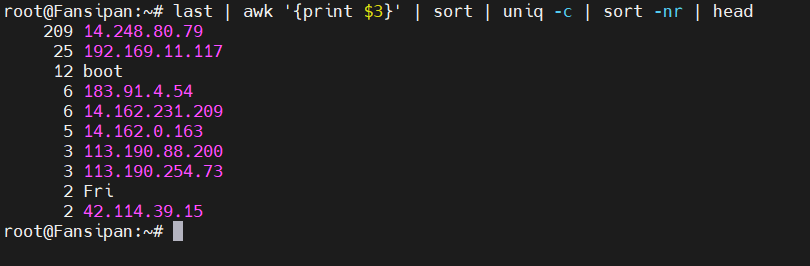 root@Fansipan:~# last | awk '{print $3}' | sort | uniq -c | sort -nr | head
209 14.248.80.79
25 192.169.11.117
12 boot
6 183.91.4.54
6 14.162.231.209
5 14.162.0.163
3 113.190.88.200
3 113.190.254.73
2 Fri
2 42.114.39.15
root@Fansipan:~#